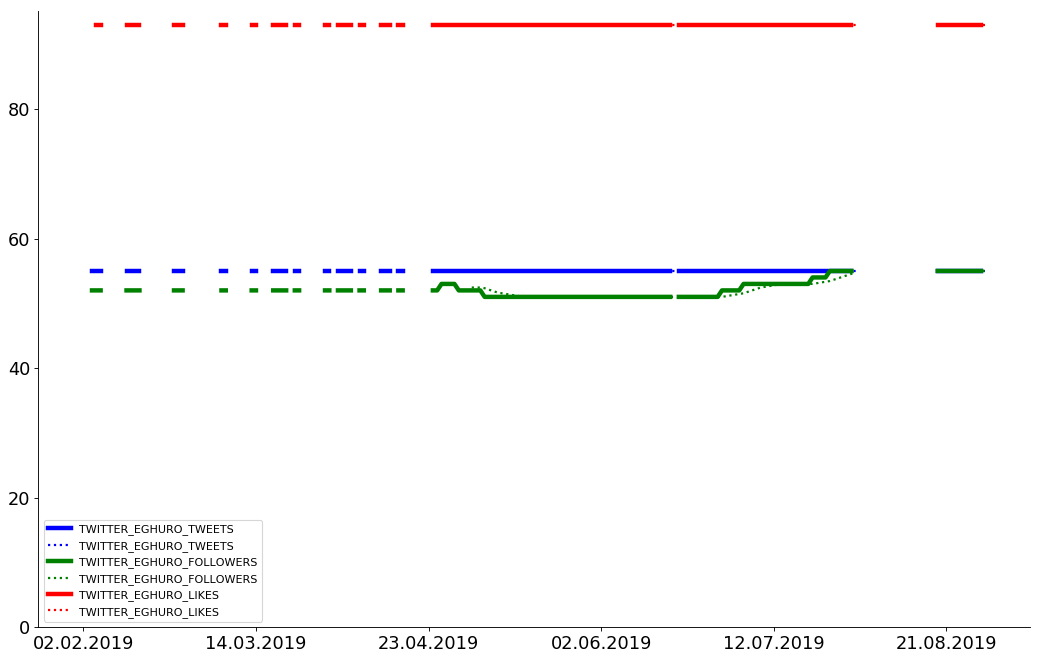 80
60
40
20
0
TWITTER_EGHURO_TWEETS
TWITTER_EGHURO_TWEETS
TWITTER_EGHURO_FOLLOWERS
TWITTER_EGHURO_FOLLOWERS
TWITTER_EGHURO_LIKES
TWITTER_EGHURO_LIKES
02.02.2019 14.03.2019 23.04.2019 02.06.2019 12.07.2019 21.08.2019